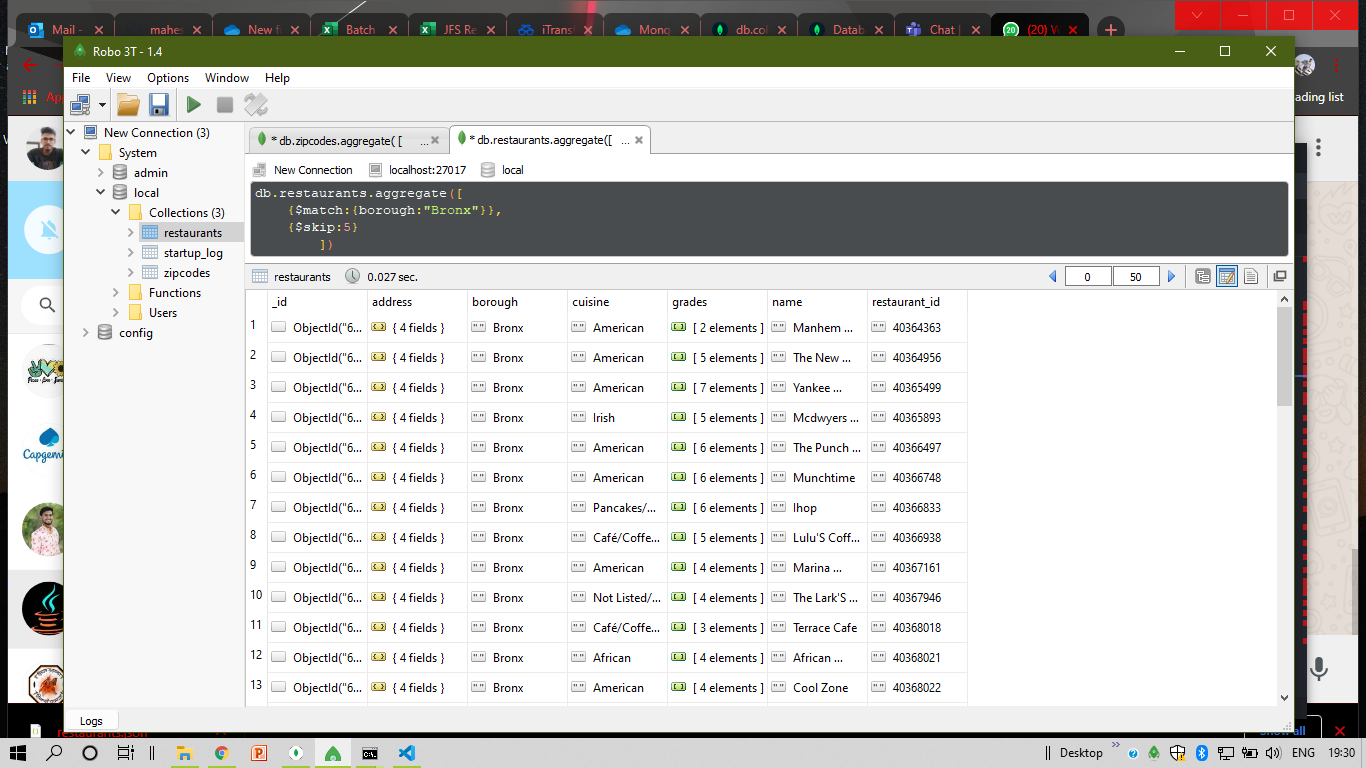 Mail -
mahes
New fi
Batch
JFS Re
iTransf
Mong
db.col
Datab
Chat |
20
(20) W
Robo 3T - 1.4
File View Options Window Help
ading list
New Connection (3)
System
admin
local
Collections (3)
restaurants
startup_log
zipcodes
Functions
Users
config
* db.zipcodes.aggregate( [ ...
* db.restaurants.aggregate([ ...
New Connection localhost:27017 local
db.restaurants.aggregate([
{$match:{borough:"Bronx"}},
{$skip:5}
])
restaurants 0.027 sec. 0 50
_id address borough cuisine grades name restaurant_id
1 ObjectId("6... { 4 fields } Bronx American [ 2 elements ] Manhem ... 40364363
2 ObjectId("6... { 4 fields } Bronx American [ 5 elements ] The New ... 40364956
3 ObjectId("6... { 4 fields } Bronx American [ 7 elements ] Yankee ... 40365499
4 ObjectId("6... { 4 fields } Bronx Irish [ 5 elements ] Mcdwyers ... 40365893
5 ObjectId("6... { 4 fields } Bronx American [ 6 elements ] The Punch ... 40366497
6 ObjectId("6... { 4 fields } Bronx American [ 6 elements ] Munchtime 40366748
7 ObjectId("6... { 4 fields } Bronx Pancakes/... [ 6 elements ] Ihop 40366833
8 ObjectId("6... { 4 fields } Bronx Café/Coffe... [ 5 elements ] Lulu'S Coff... 40366938
9 ObjectId("6... { 4 fields } Bronx American [ 4 elements ] Marina ... 40367161
10 ObjectId("6... { 4 fields } Bronx Not Listed/... [ 4 elements ] The Lark'S ... 40367946
11 ObjectId("6... { 4 fields } Bronx Café/Coffe... [ 3 elements ] Terrace Cafe 40368018
12 ObjectId("6... { 4 fields } Bronx African [ 4 elements ] African ... 40368021
13 ObjectId("6... { 4 fields } Bronx American [ 4 elements ] Cool Zone 40368022
Capgemi
Logs
restaurants.json
Show all
Desktop
ENG 19:30